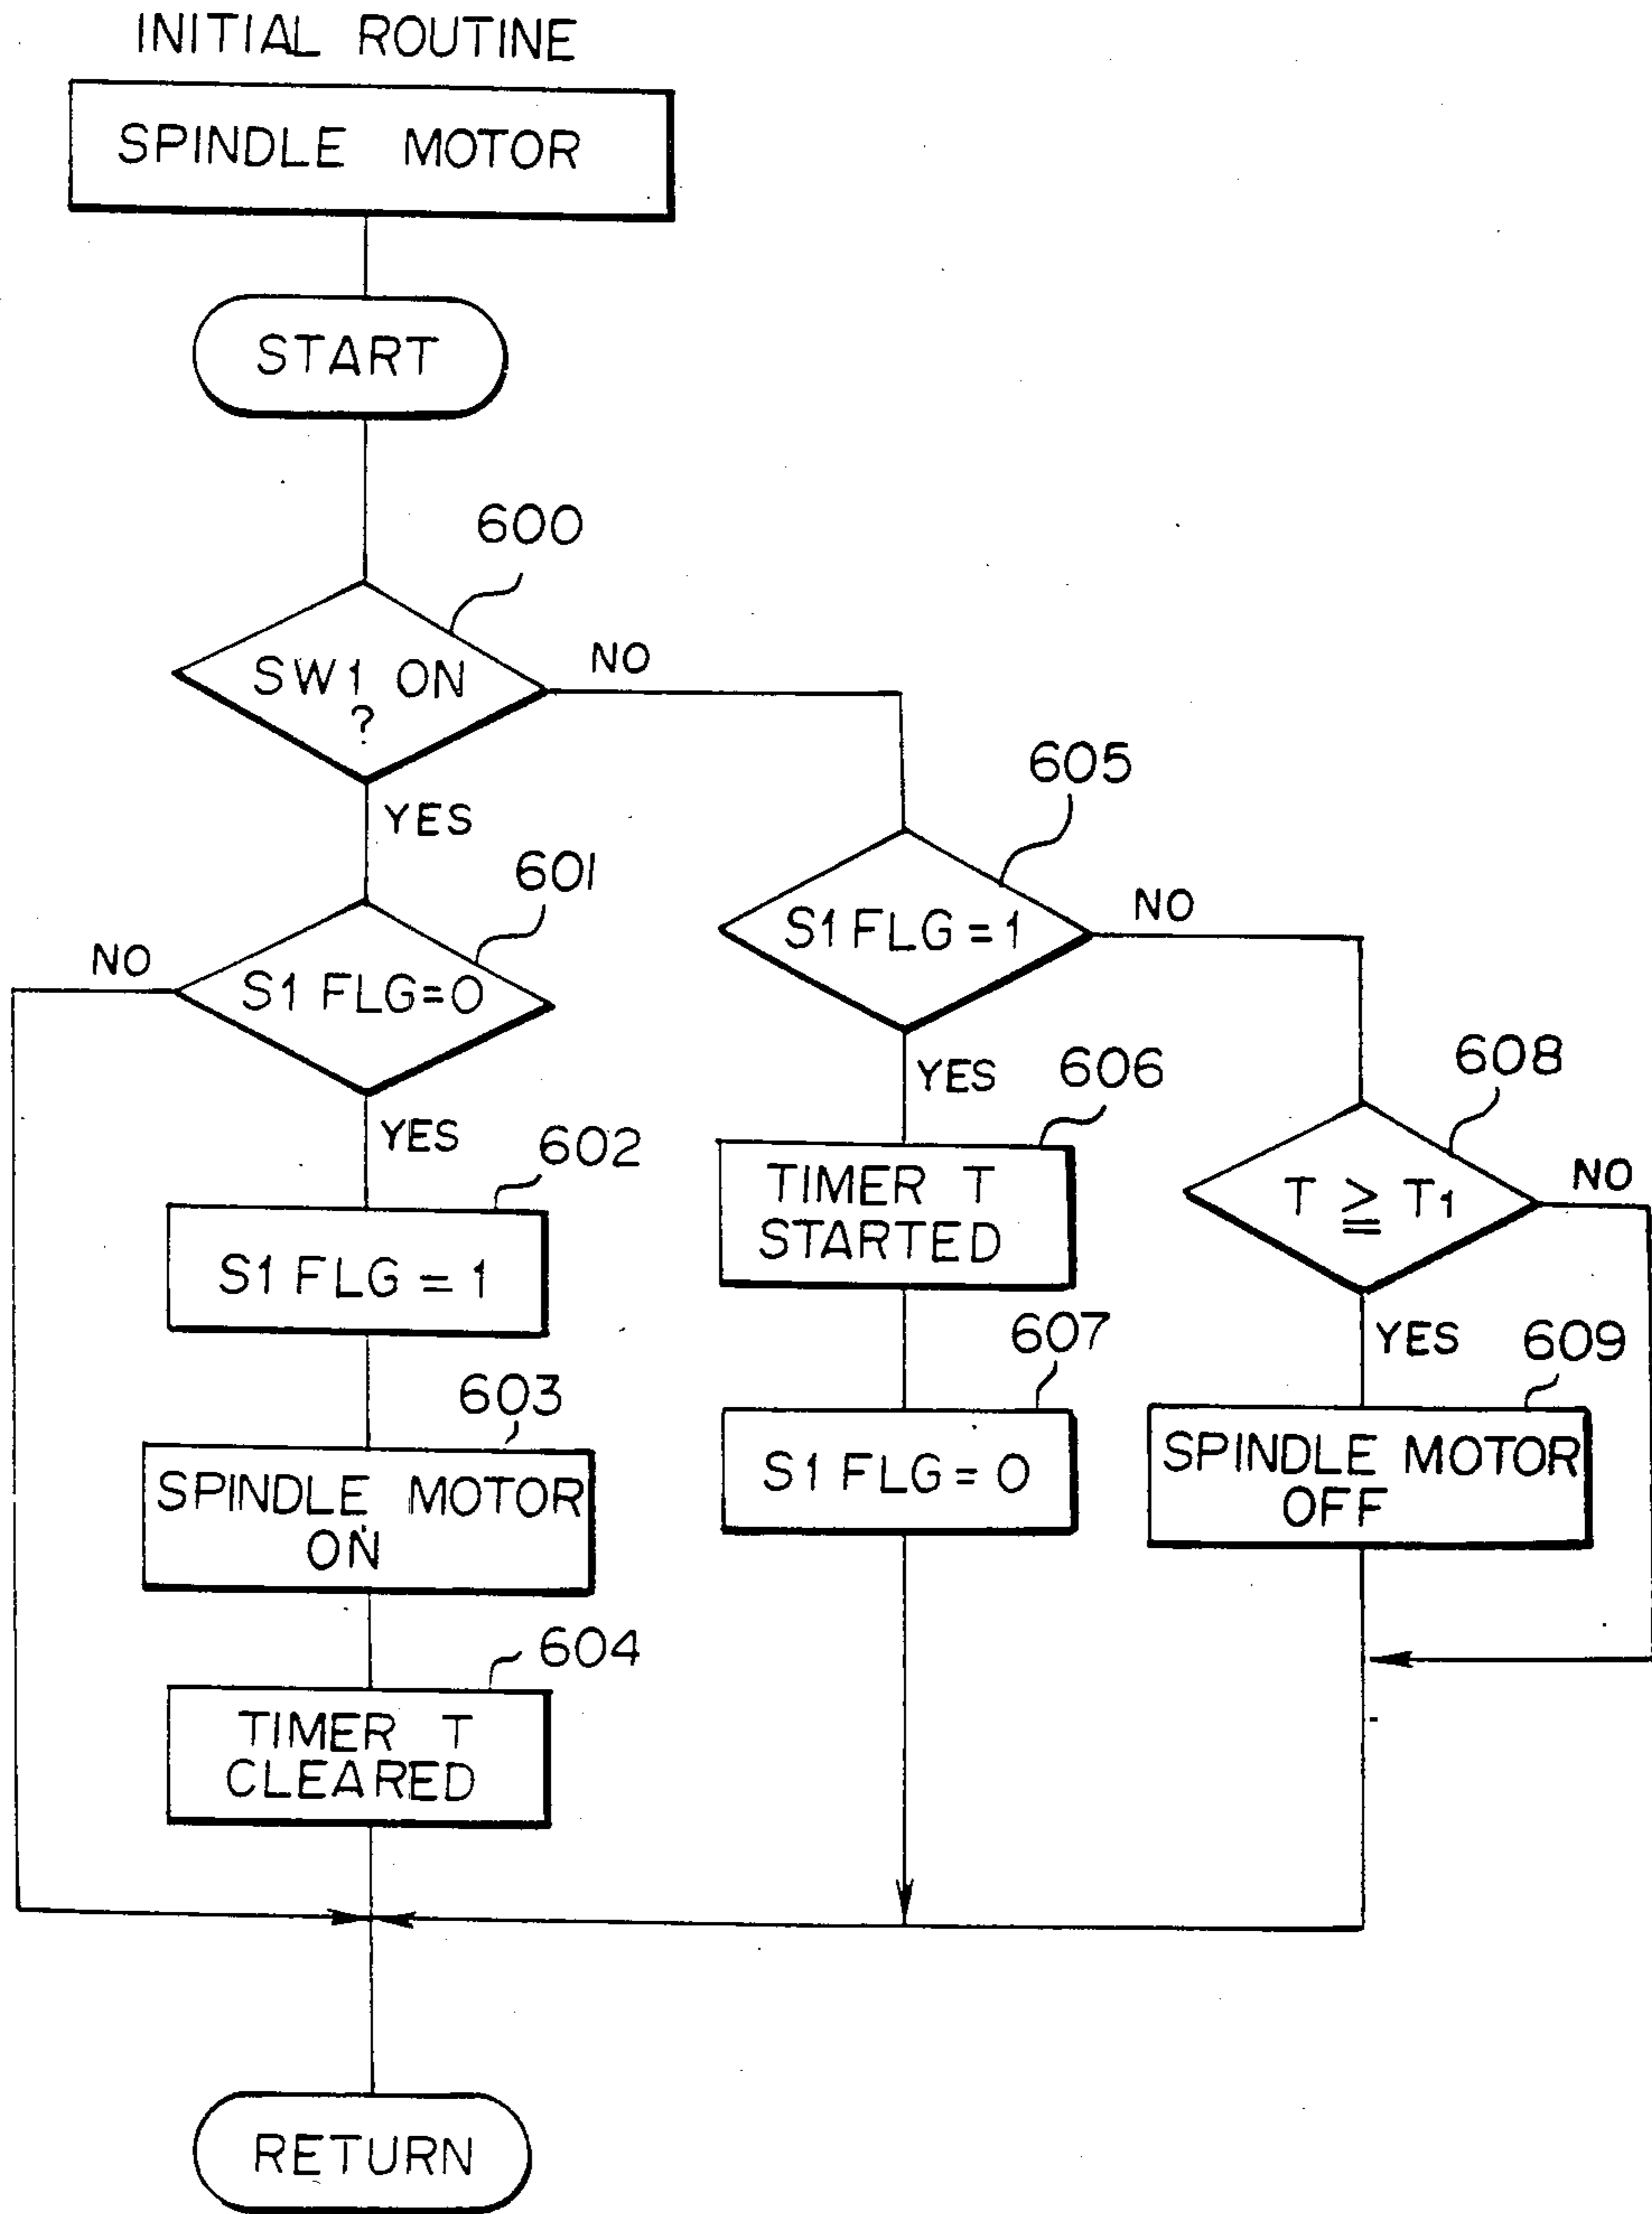 INITIAL ROUTINE
SPINDLE MOTOR
START
600
SW1 ON
?
NO
YES
601
S1 FLG=0
NO
YES
602
S1 FLG = 1
603
SPINDLE MOTOR
ON
604
TIMER T
CLEARED
605
S1 FLG = 1
NO
YES
606
TIMER T
STARTED
607
S1 FLG = 0
608
T ≧ T1
NO
YES
609
SPINDLE MOTOR
OFF
RETURN